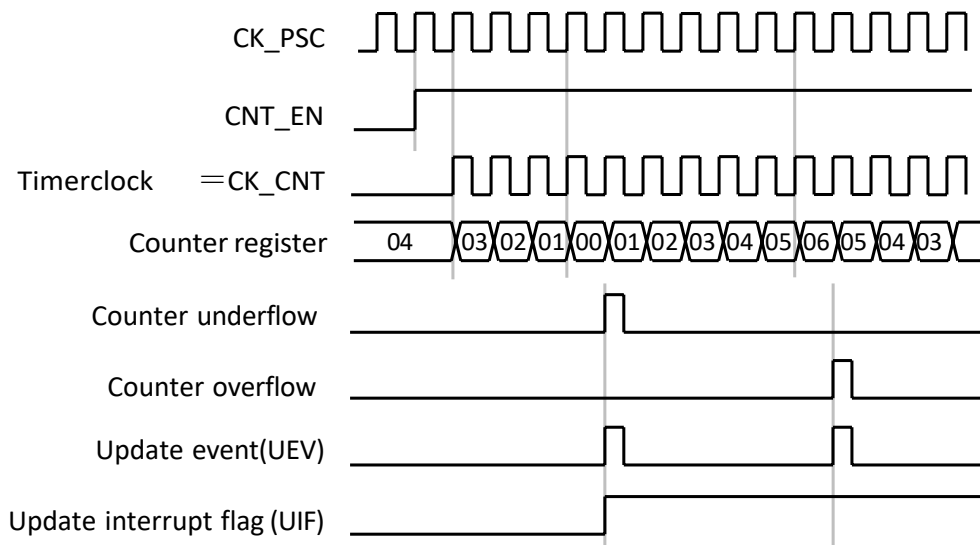 CK_PSC
CNT_EN
Timerclock =CK_CNT
Counter register 04 03 02 01 00 01 02 03 04 05 06 05 04 03
Counter underflow
Counter overflow
Update event(UEV)
Update interrupt flag (UIF)